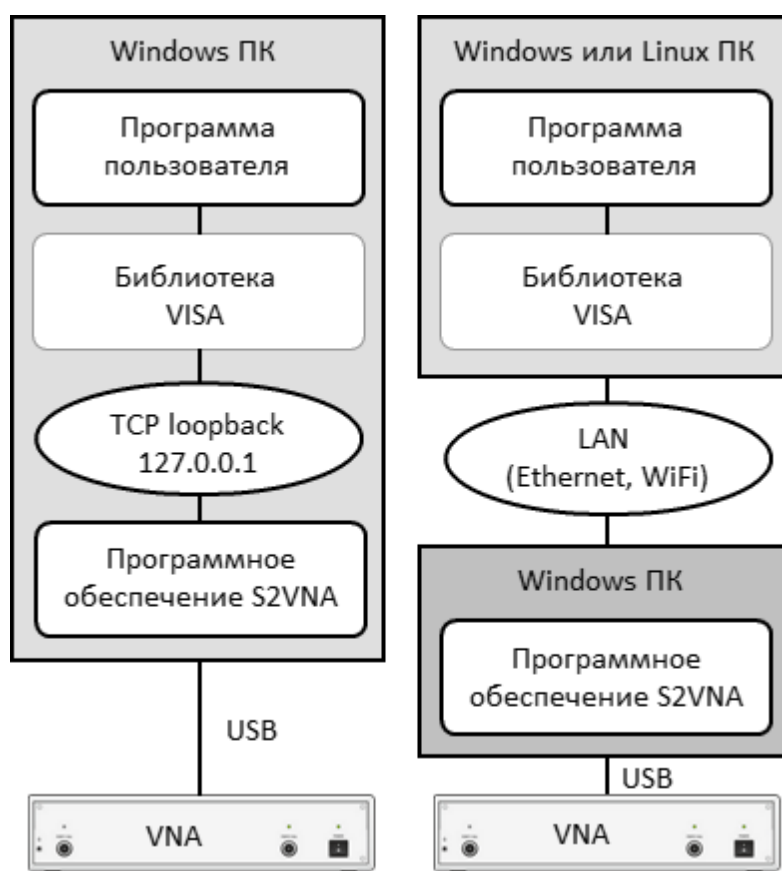 Windows ПК
Программа
пользователя
Библиотека
VISA
TCP loopback
127.0.0.1
Программное
обеспечение S2VNA
USB
VNA
Windows или Linux ПК
Программа
пользователя
Библиотека
VISA
LAN
(Ethernet, WiFi)
Windows ПК
Программное
обеспечение S2VNA
USB
VNA